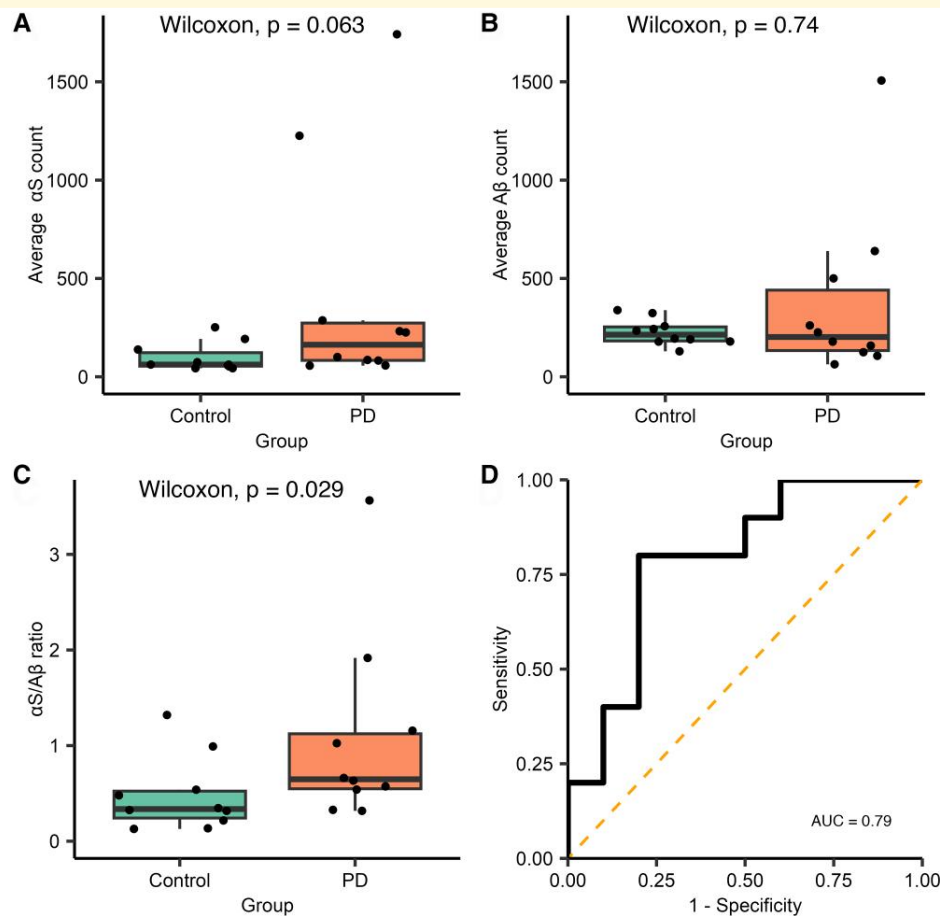 A
Wilcoxon, p = 0.063
Average αS count
1500
1000
500
0
Control
PD
Group
B
Wilcoxon, p = 0.74
Average Aβ count
1500
1000
500
0
Control
PD
Group
C
Wilcoxon, p = 0.029
αS/Aβ ratio
3
2
1
0
Control
PD
Group
D
Sensitivity
1.00
0.75
0.50
0.25
0.00
AUC = 0.79
0.00
0.25
0.50
0.75
1.00
1 - Specificity